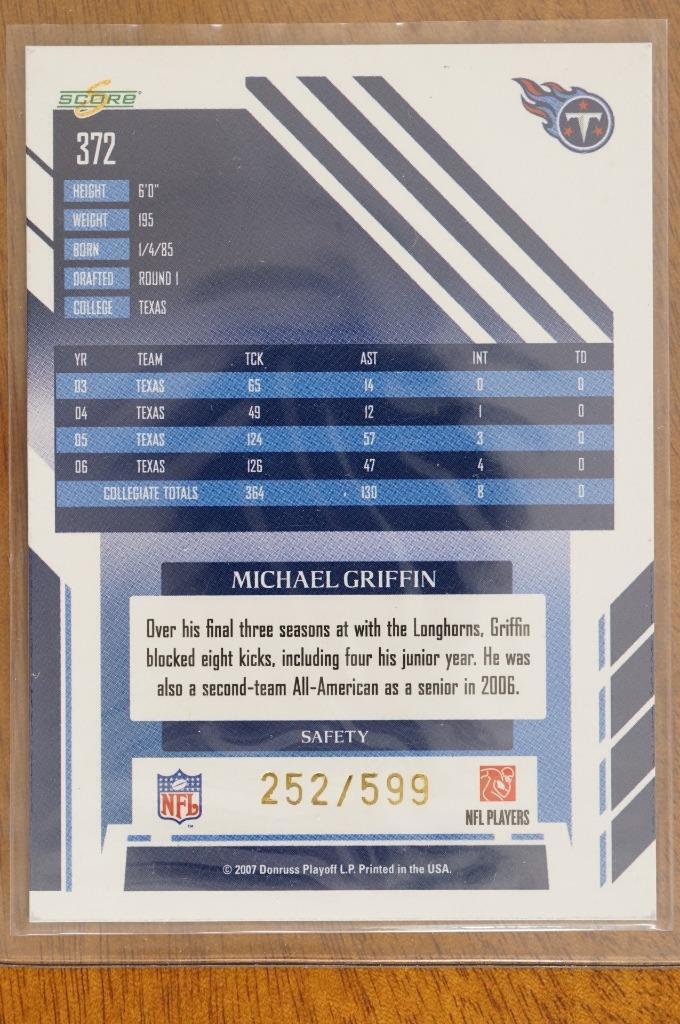 SCORE
372
HEIGHT 6'0"
WEIGHT 195
BORN 1/4/85
DRAFTED ROUND 1
COLLEGE TEXAS
YR TEAM TCK AST INT TD
03 TEXAS 65 14 0 0
04 TEXAS 49 12 1 0
05 TEXAS 124 57 3 0
06 TEXAS 126 47 4 0
COLLEGIATE TOTALS 364 130 8 0
MICHAEL GRIFFIN
Over his final three seasons at with the Longhorns, Griffin
blocked eight kicks, including four his junior year. He was
also a second-team All-American as a senior in 2006.
SAFETY
NFL
252/599
NFL PLAYERS
© 2007 Donruss Playoff L.P. Printed in the USA.
T